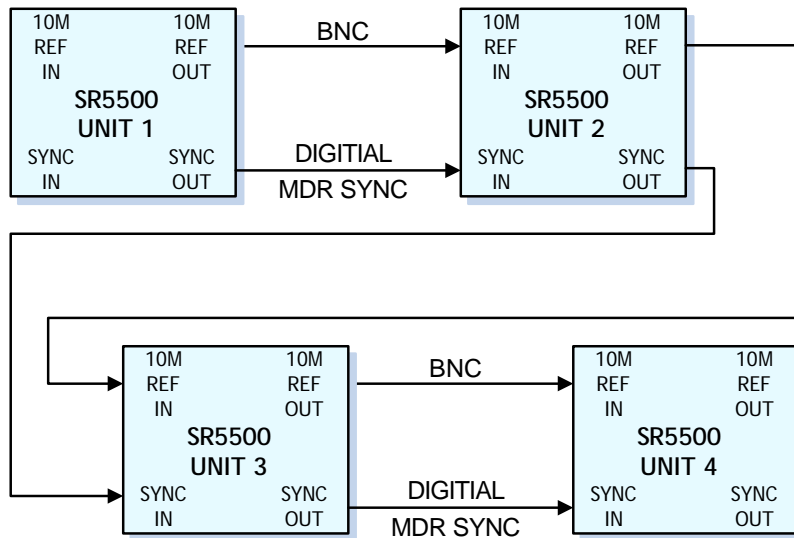 10M REF IN
10M REF OUT
SR5500
UNIT 1
SYNC IN
SYNC OUT
BNC
DIGITIAL
MDR SYNC
10M REF IN
10M REF OUT
SR5500
UNIT 2
SYNC IN
SYNC OUT
10M REF IN
10M REF OUT
SR5500
UNIT 3
SYNC IN
SYNC OUT
BNC
DIGITIAL
MDR SYNC
10M REF IN
10M REF OUT
SR5500
UNIT 4
SYNC IN
SYNC OUT